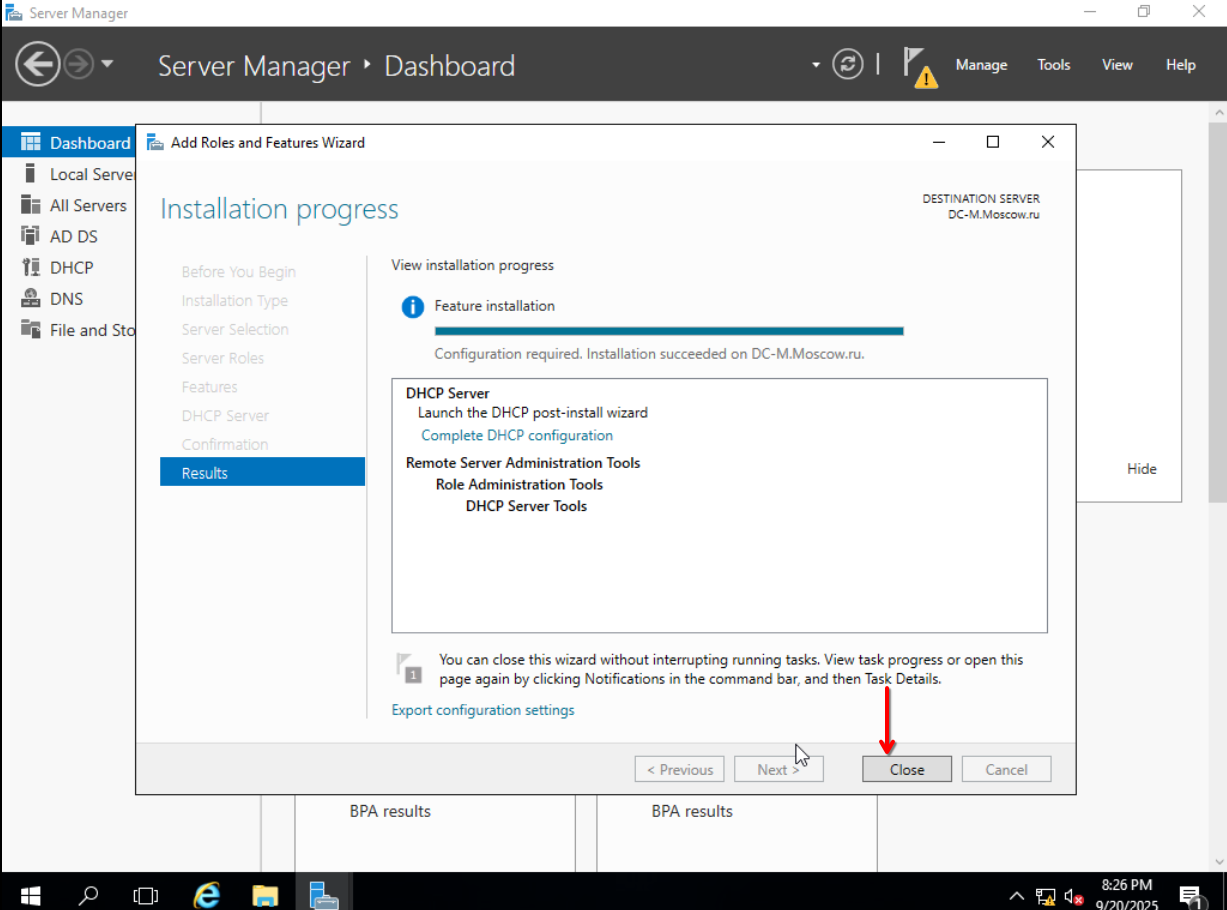 Server Manager
Server Manager ‣ Dashboard
Manage
Tools
View
Help
Dashboard
Local Server
All Servers
AD DS
DHCP
DNS
File and Sto
Add Roles and Features Wizard
Installation progress
DESTINATION SERVER
DC-M.Moscow.ru
Before You Begin
Installation Type
Server Selection
Server Roles
Features
DHCP Server
Confirmation
Results
View installation progress
Feature installation
Configuration required. Installation succeeded on DC-M.Moscow.ru.
DHCP Server
Launch the DHCP post-install wizard
Complete DHCP configuration
Remote Server Administration Tools
Role Administration Tools
DHCP Server Tools
1
You can close this wizard without interrupting running tasks. View task progress or open this
page again by clicking Notifications in the command bar, and then Task Details.
Export configuration settings
< Previous
Next >
Close
Cancel
Hide
BPA results
BPA results
8:26 PM
9/20/2025
1